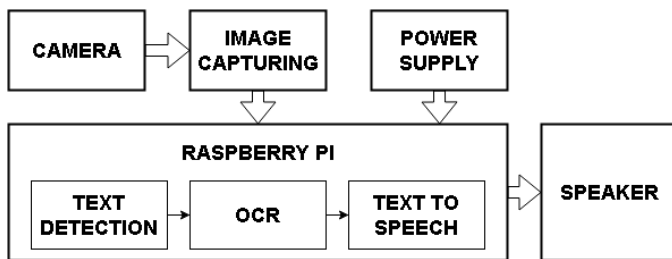 CAMERA
IMAGE
CAPTURING
POWER
SUPPLY
RASPBERRY PI
TEXT
DETECTION
OCR
TEXT TO
SPEECH
SPEAKER